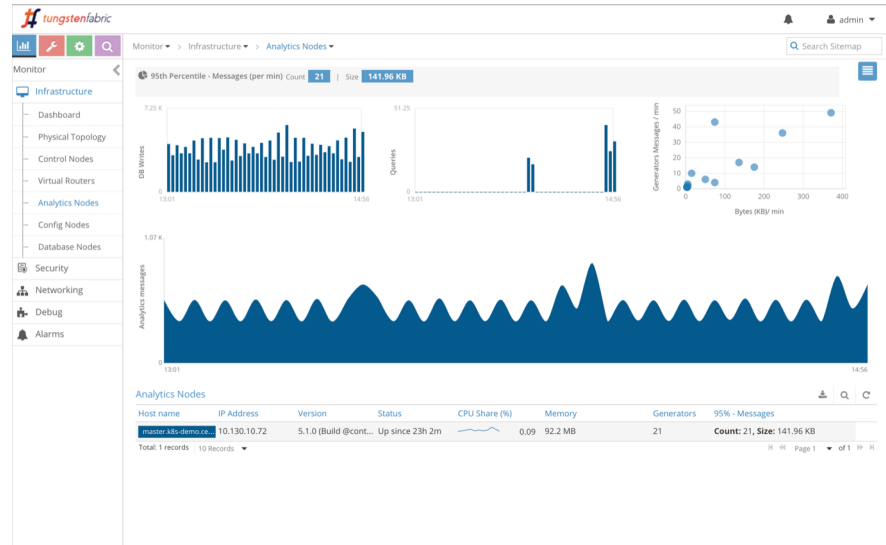 tungstenfabric
admin
Monitor > Infrastructure > Analytics Nodes
Search Sitemap
Monitor
Infrastructure
Dashboard
Physical Topology
Control Nodes
Virtual Routers
Analytics Nodes
Config Nodes
Database Nodes
Security
Networking
Debug
Alarms
95th Percentile - Messages (per min) Count 21 | Size 141.96 KB
7.25 K
DB Writes
0
13:01 14:56
91.25
Queries
0
13:01 14:56
Generators Messages / min
50
40
30
20
10
0
0 100 200 300 400
Bytes (KB)/ min
1.07 K
Analytics messages
0
13:01 14:56
Analytics Nodes
Host name IP Address Version Status CPU Share (%) Memory Generators 95% - Messages
master.k8s-demo.ce... 10.130.10.72 5.1.0 (Build @cont... Up since 23h 2m 0.09 92.2 MB 21 Count: 21, Size: 141.96 KB
Total: 1 records 10 Records Page 1 of 1